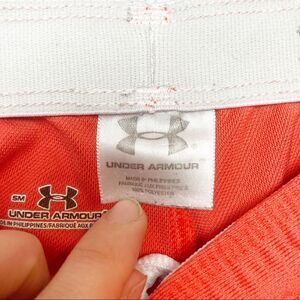 UNDER ARMOUR
MADE IN PHILIPPINES
FABRIQUÉ AUX PHILIPPINES
100% POLYESTER
SM
UNDER ARMOUR
IN PHILIPPINES/FABRIQUÉ AUX